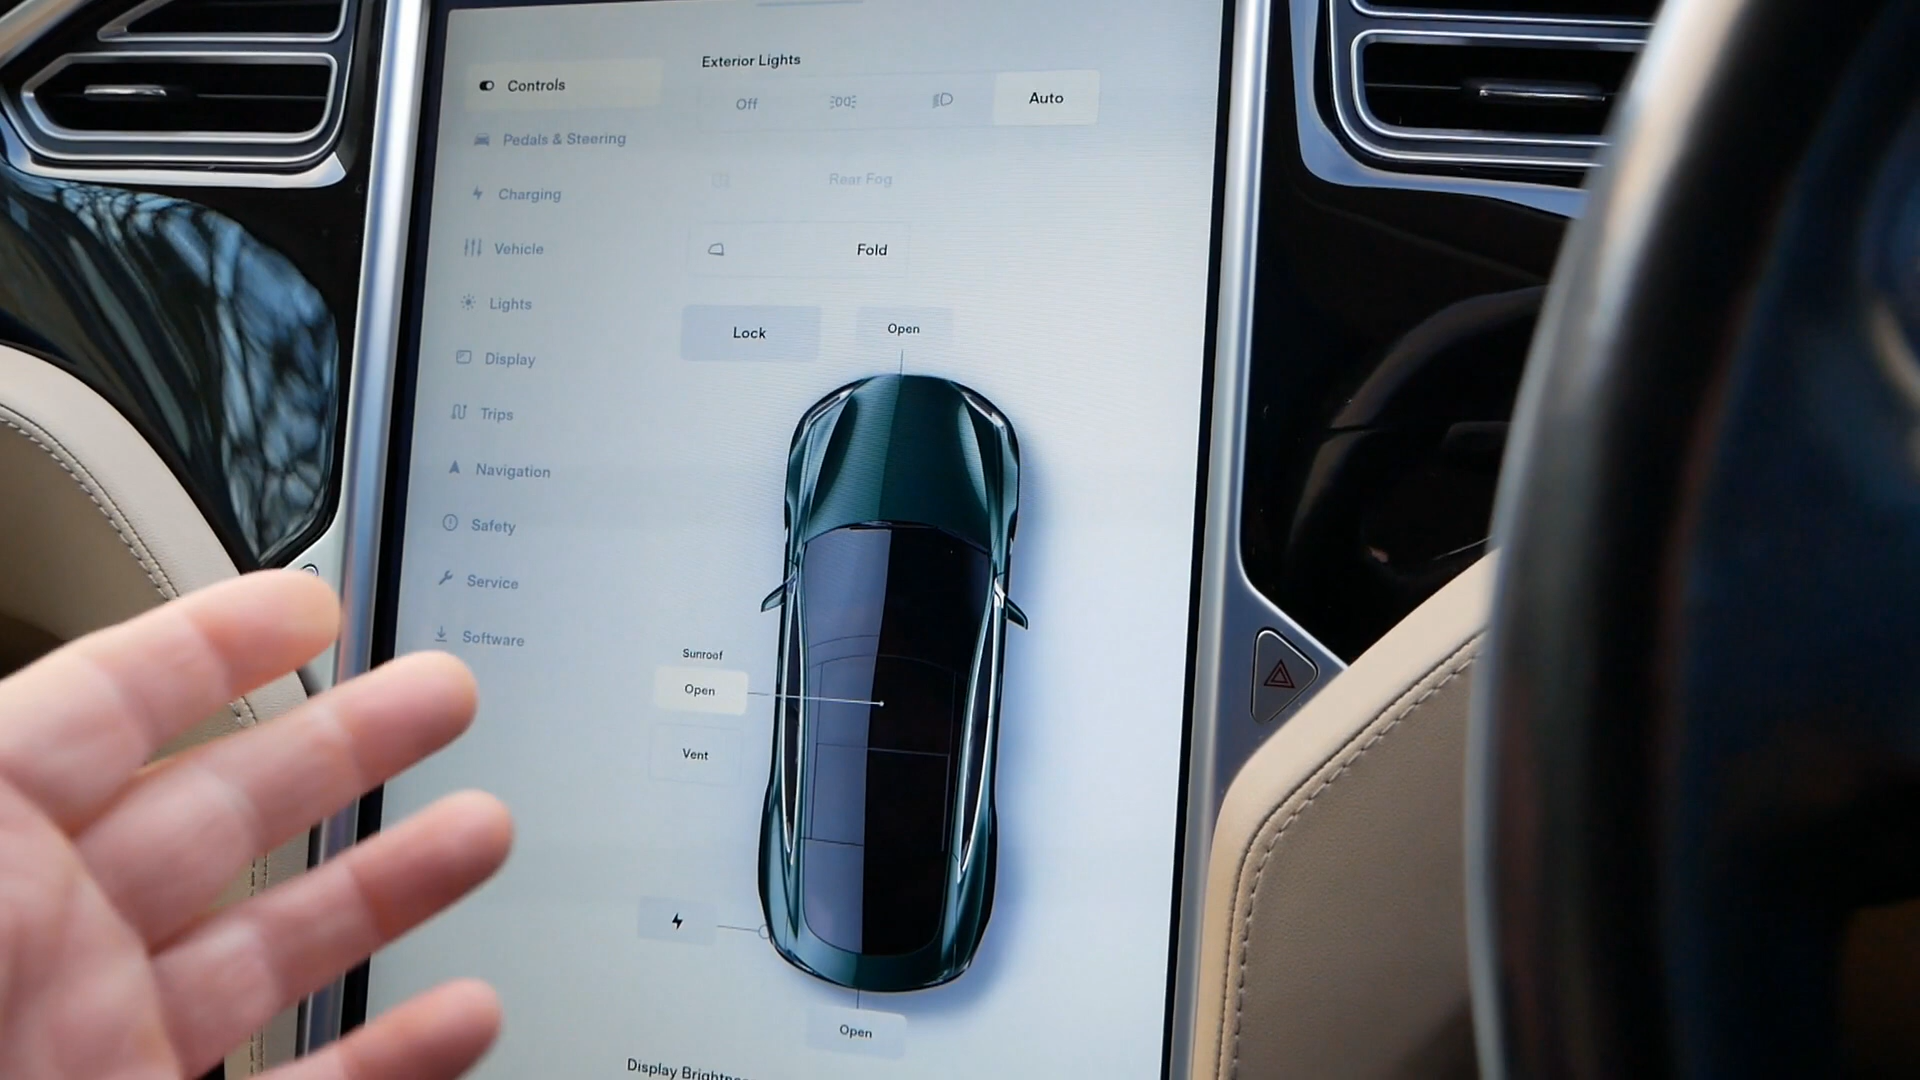 Exterior Lights
Controls
Off
Auto
Pedals & Steering
Rear Fog
Charging
Vehicle
Fold
Lights
Lock
Open
Display
Trips
Navigation
Safety
Service
Software
Sunroof
Open
Vent
Open
Display